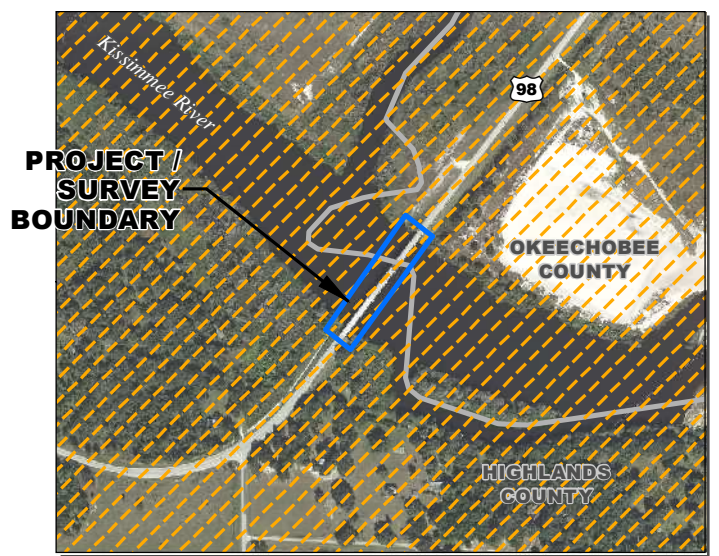 Kissimmee River
98
PROJECT /
SURVEY
BOUNDARY
OKEECHOBEE
COUNTY
HIGHLANDS
COUNTY